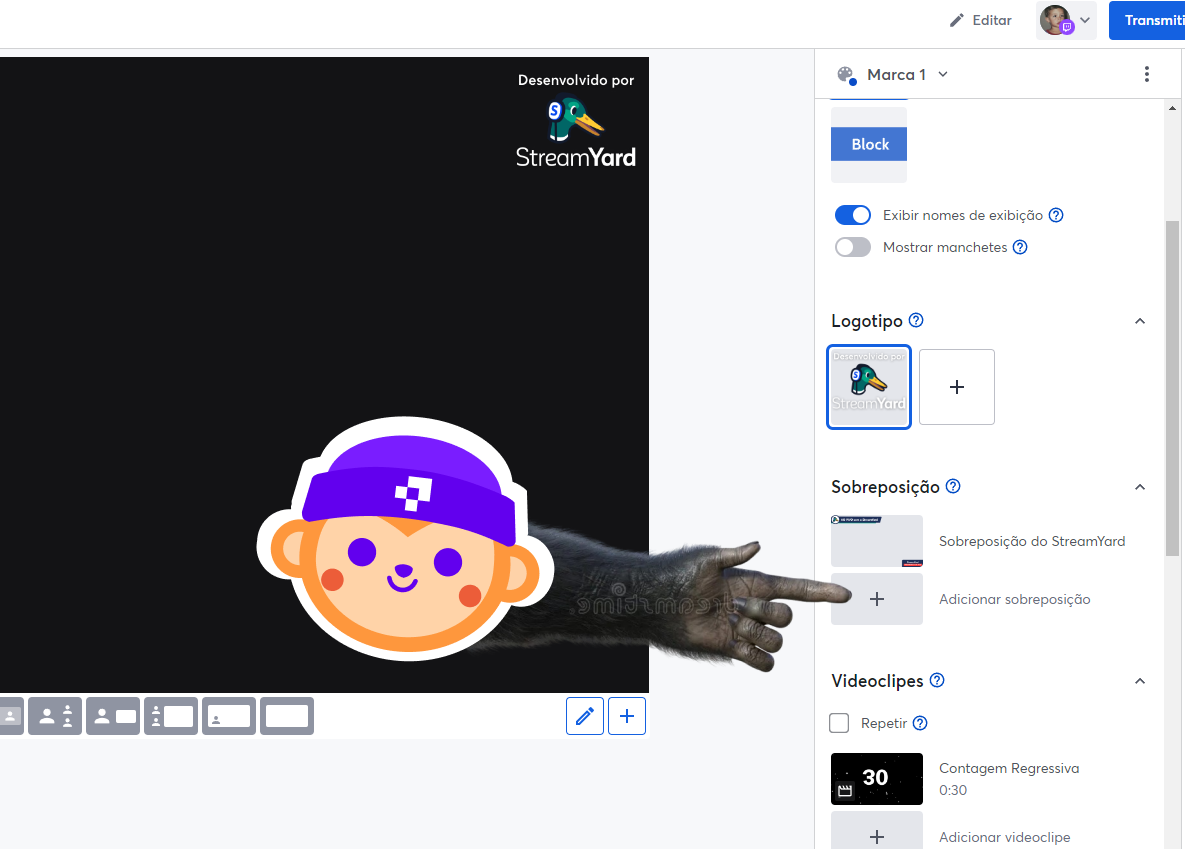 Editar
Transmiti
Marca 1
Desenvolvido por
S
StreamYard
Block
Exibir nomes de exibição
Mostrar manchetes
Logotipo
Desenvolvido por
S
StreamYard
+
Sobreposição
Sobreposição do StreamYard
+ Adicionar sobreposição
dreamstime
Videoclipes
Repetir
30
Contagem Regressiva
0:30
+ Adicionar videoclipe